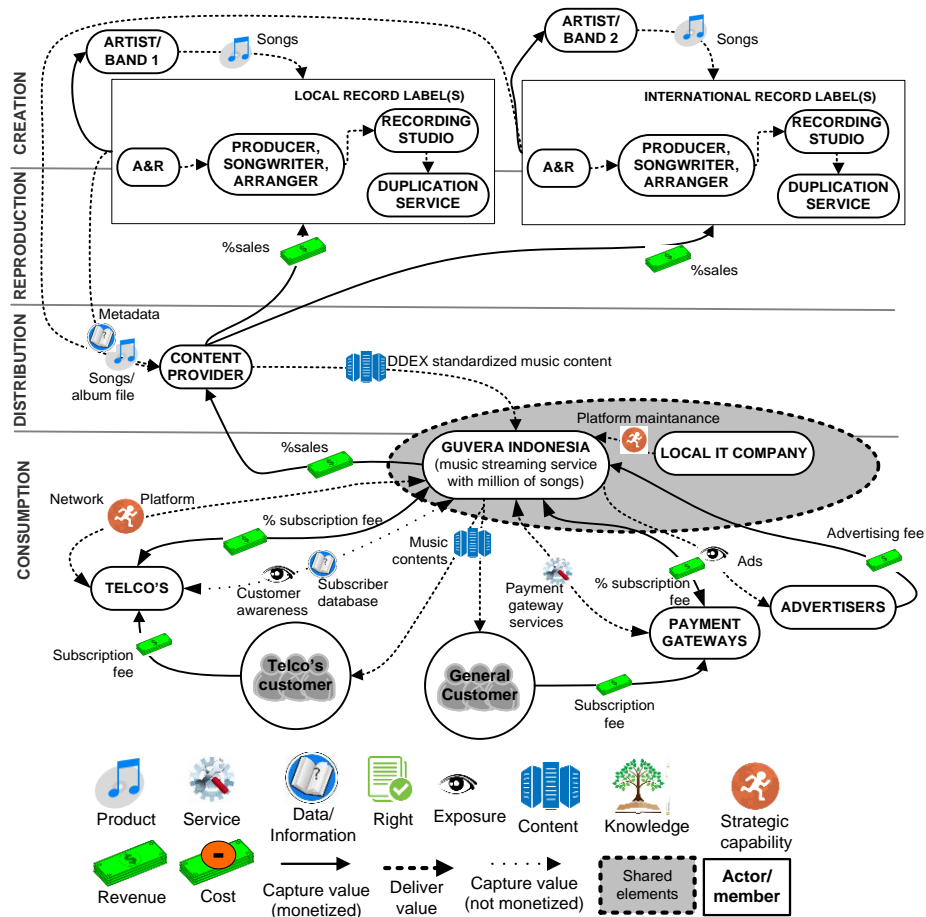 ARTIST/
BAND 1
Songs
ARTIST/
BAND 2
Songs
CREATION
LOCAL RECORD LABEL(S)
A&R
PRODUCER,
SONGWRITER,
ARRANGER
RECORDING
STUDIO
DUPLICATION
SERVICE
INTERNATIONAL RECORD LABEL(S)
A&R
PRODUCER,
SONGWRITER,
ARRANGER
RECORDING
STUDIO
DUPLICATION
SERVICE
REPRODUCTION
%sales
%sales
DISTRIBUTION
Metadata
Songs/
album file
CONTENT
PROVIDER
DDEX standardized music content
Platform maintanance
%sales
GUVERA INDONESIA
(music streaming service
with million of songs)
LOCAL IT COMPANY
CONSUMPTION
Network
Platform
% subscription fee
Music
contents
Advertising fee
Ads
Customer
awareness
Subscriber
database
Payment
gateway
services
% subscription
fee
TELCO'S
ADVERTISERS
PAYMENT
GATEWAYS
Subscription
fee
Telco's
customer
General
Customer
Subscription
fee
Product
Service
Data/
Information
Right
Exposure
Content
Knowledge
Strategic
capability
Revenue
Cost
Capture value
(monetized)
Deliver
value
Capture value
(not monetized)
Shared
elements
Actor/
member